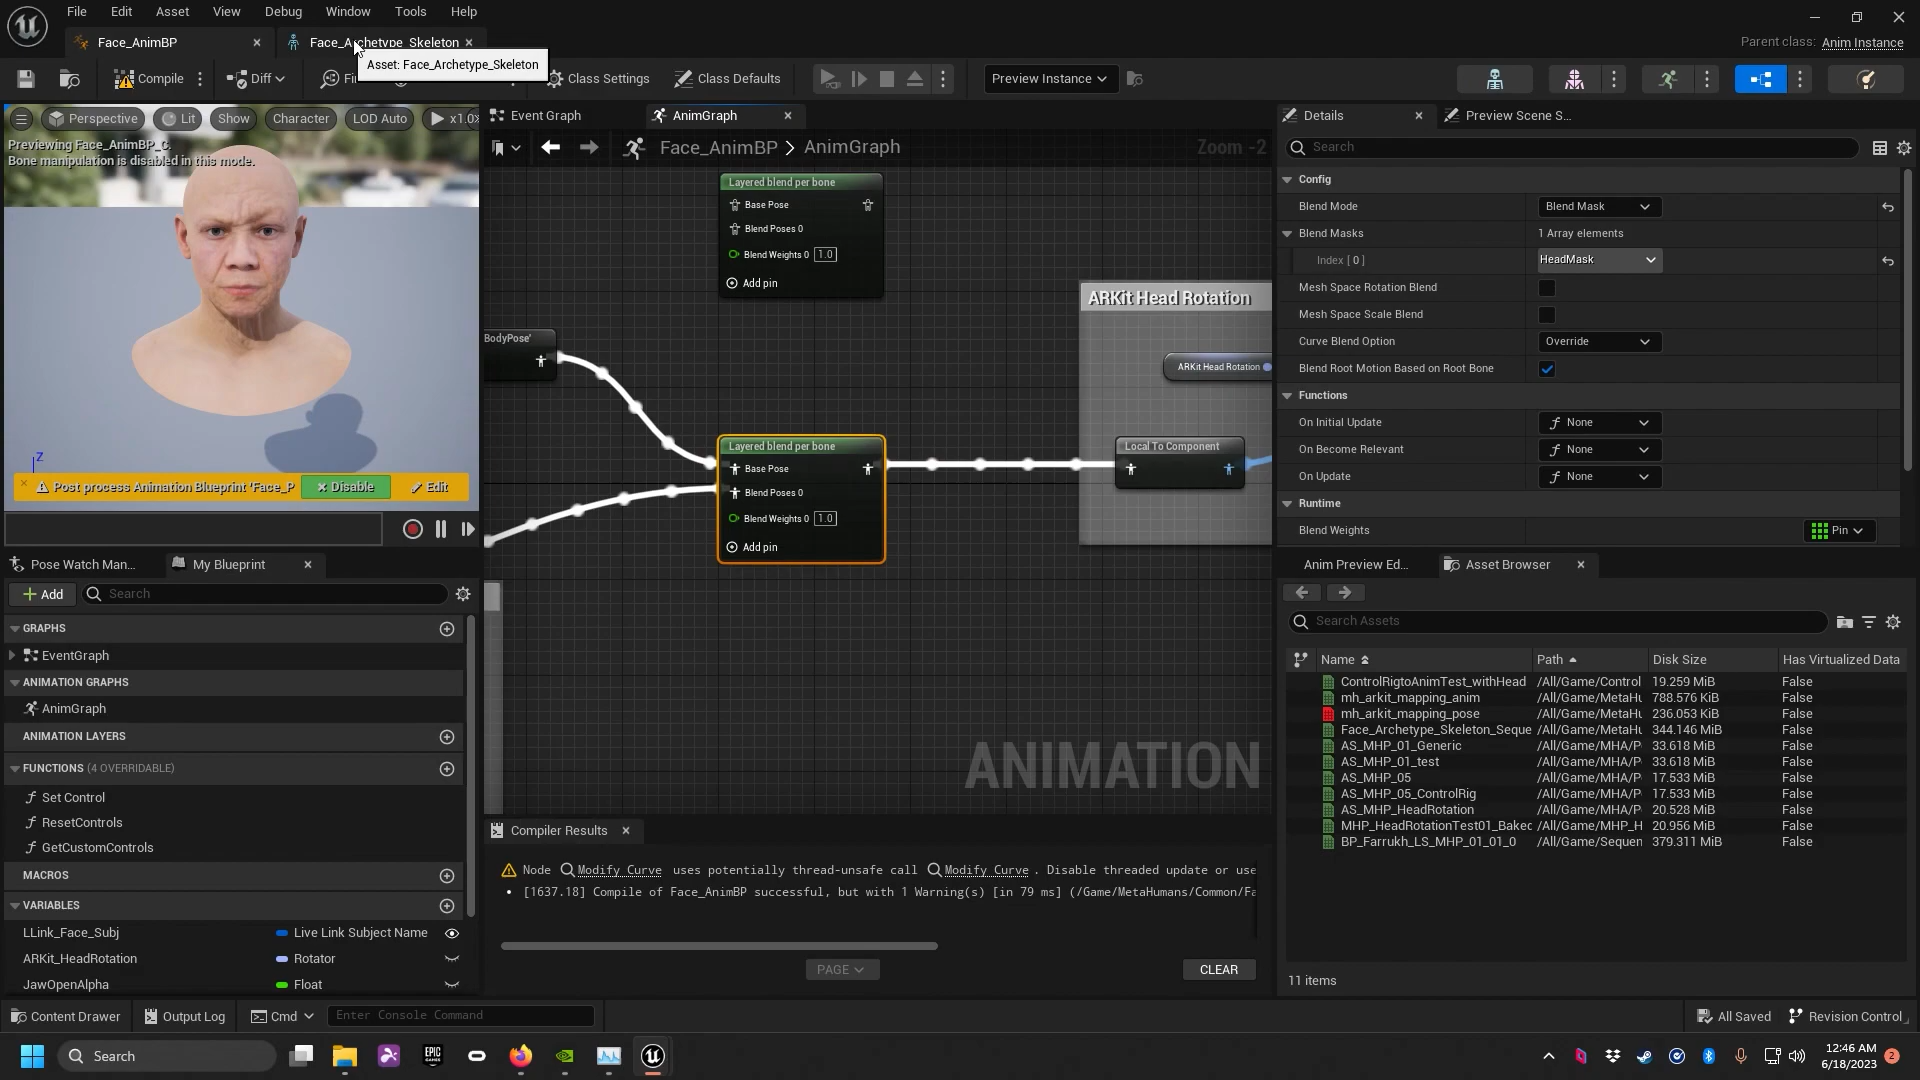 File Edit Asset View Debug Window Tools Help
Face_AnimBP
Face_Archetype_Skeleton
Parent class: Anim Instance
Asset: Face_Archetype_Skeleton
Compile
Diff
Class Settings
Class Defaults
Preview Instance
Perspective
Lit
Show
Character
LOD Auto
x1.0
Previewing Face_AnimBP_C.
Bone manipulation is disabled in this mode.
Z
Post process Animation Blueprint 'Face_P
Disable
Edit
Pose Watch Man...
My Blueprint
Add
Search
GRAPHS
EventGraph
ANIMATION GRAPHS
AnimGraph
ANIMATION LAYERS
FUNCTIONS (4 OVERRIDABLE)
Set Control
ResetControls
GetCustomControls
MACROS
VARIABLES
LLink_Face_Subj Live Link Subject Name
ARKit_HeadRotation Rotator
JawOpenAlpha Float
Event Graph
AnimGraph
Face_AnimBP > AnimGraph
Zoom -2
Layered blend per bone
Base Pose
Blend Poses 0
Blend Weights 0 1.0
Add pin
BodyPose'
ARKit Head Rotation
ARKit Head Rotation
Layered blend per bone
Base Pose
Blend Poses 0
Blend Weights 0 1.0
Add pin
Local To Component
ANIMATION
Compiler Results
Node Modify Curve uses potentially thread-unsafe call Modify Curve . Disable threaded update or use
[1637.18] Compile of Face_AnimBP successful, but with 1 Warning(s) [in 79 ms] (/Game/MetaHumans/Common/Fa
PAGE
CLEAR
Details
Preview Scene S...
Search
Config
Blend Mode Blend Mask
Blend Masks 1 Array elements
Index [ 0 ] HeadMask
Mesh Space Rotation Blend
Mesh Space Scale Blend
Curve Blend Option Override
Blend Root Motion Based on Root Bone
Functions
On Initial Update None
On Become Relevant None
On Update None
Runtime
Blend Weights Pin
Anim Preview Ed...
Asset Browser
Search Assets
Name Path Disk Size Has Virtualized Data
ControlRigtoAnimTest_withHead /All/Game/Control 19.259 MiB False
mh_arkit_mapping_anim /All/Game/MetaHu 788.576 KiB False
mh_arkit_mapping_pose /All/Game/MetaHu 236.053 KiB False
Face_Archetype_Skeleton_Seque /All/Game/MetaHu 344.146 MiB False
AS_MHP_01_Generic /All/Game/MHA/P 33.618 MiB False
AS_MHP_01_test /All/Game/MHA/P 33.618 MiB False
AS_MHP_05 /All/Game/MHA/P 17.533 MiB False
AS_MHP_05_ControlRig /All/Game/MHA/P 17.533 MiB False
AS_MHP_HeadRotation /All/Game/MHA/P 20.528 MiB False
MHP_HeadRotationTest01_Baked /All/Game/MHP_H 20.956 MiB False
BP_Farrukh_LS_MHP_01_01_0 /All/Game/Sequen 379.311 MiB False
11 items
Content Drawer
Output Log
Cmd
Enter Console Command
All Saved
Revision Control
Search
EPIC GAMES
12:46 AM
6/18/2023
2